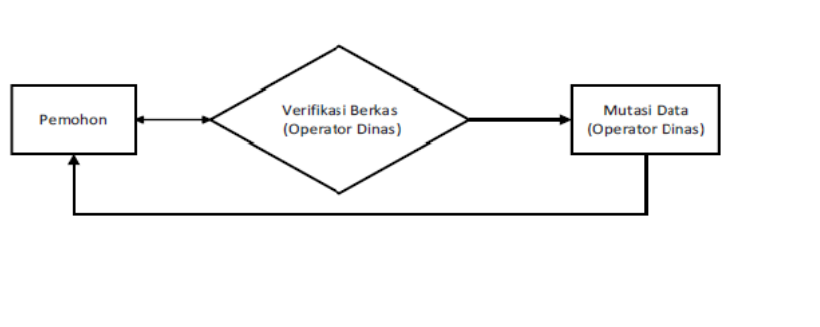 Pemohon
Verifikasi Berkas
(Operator Dinas)
Mutasi Data
(Operator Dinas)